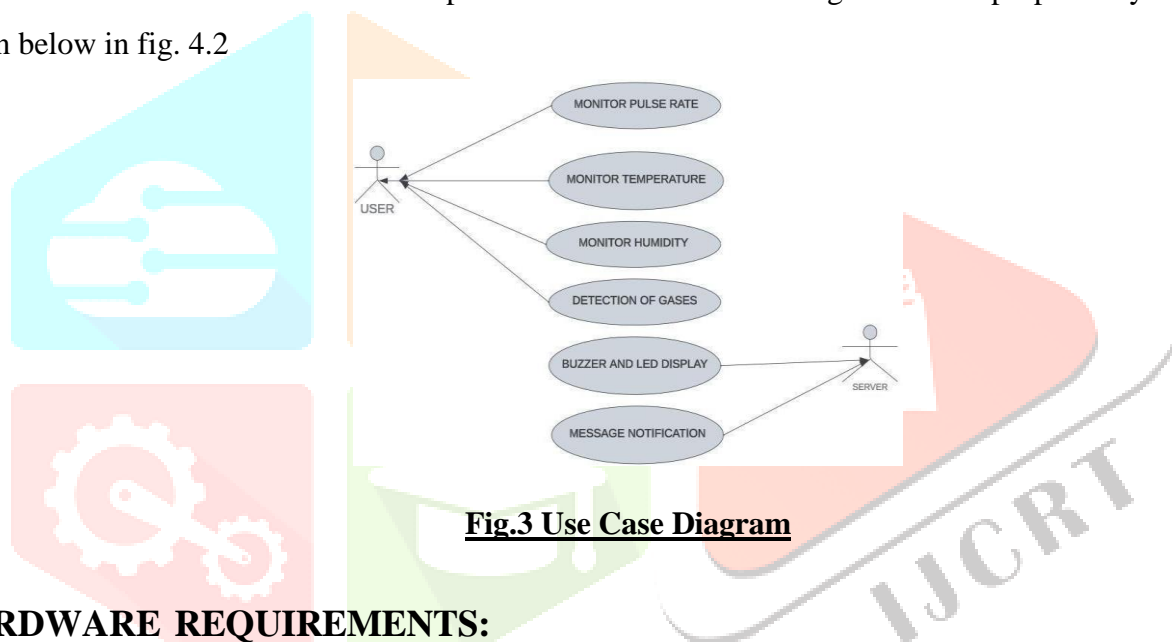 n below in fig. 4.2
MONITOR PULSE RATE
MONITOR TEMPERATURE
USER
MONITOR HUMIDITY
DETECTION OF GASES
BUZZER AND LED DISPLAY
SERVER
MESSAGE NOTIFICATION
Fig.3 Use Case Diagram
IJCRT
RDWARE REQUIREMENTS: